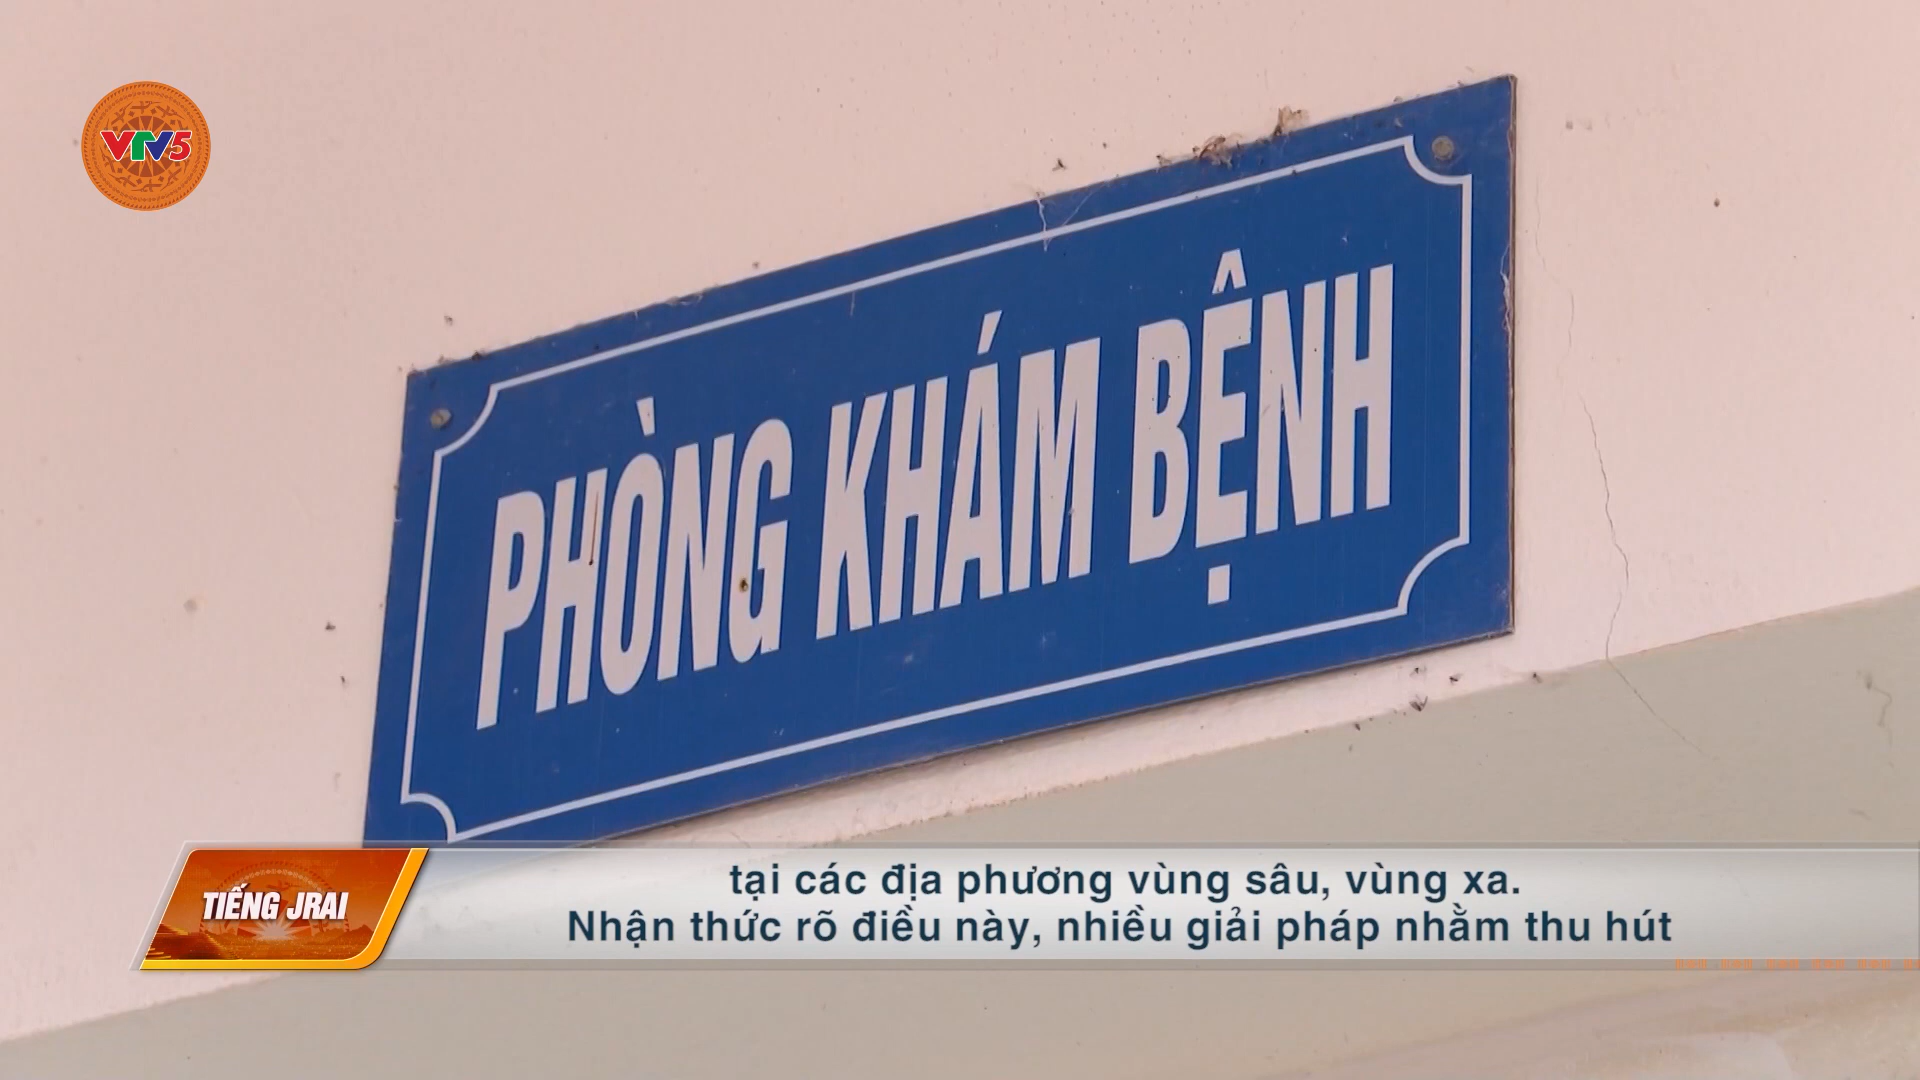 VTV5
PHÒNG KHÁM BỆNH
TIẾNG JRAI
tại các địa phương vùng sâu, vùng xa.
Nhận thức rõ điều này, nhiều giải pháp nhằm thu hút